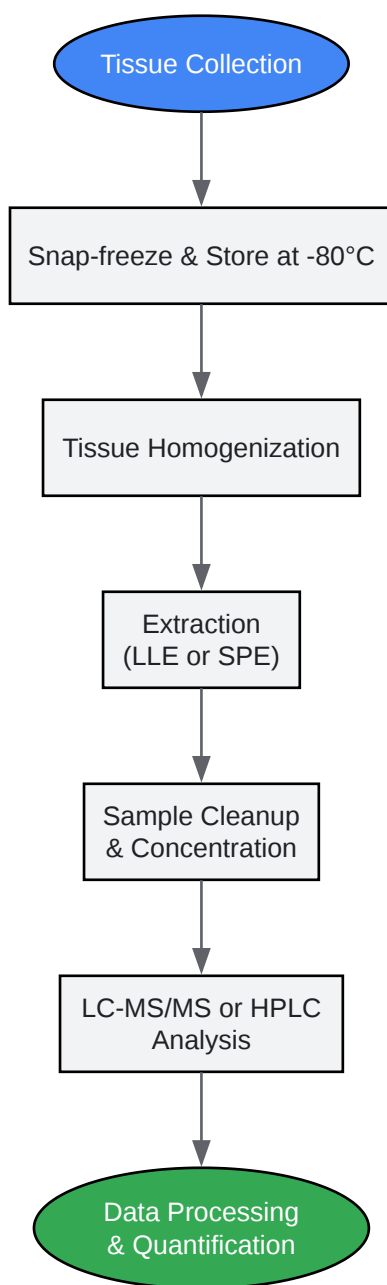 Tissue Collection
Snap-freeze & Store at -80°C
Tissue Homogenization
Extraction
(LLE or SPE)
Sample Cleanup
& Concentration
LC-MS/MS or HPLC
Analysis
Data Processing
& Quantification